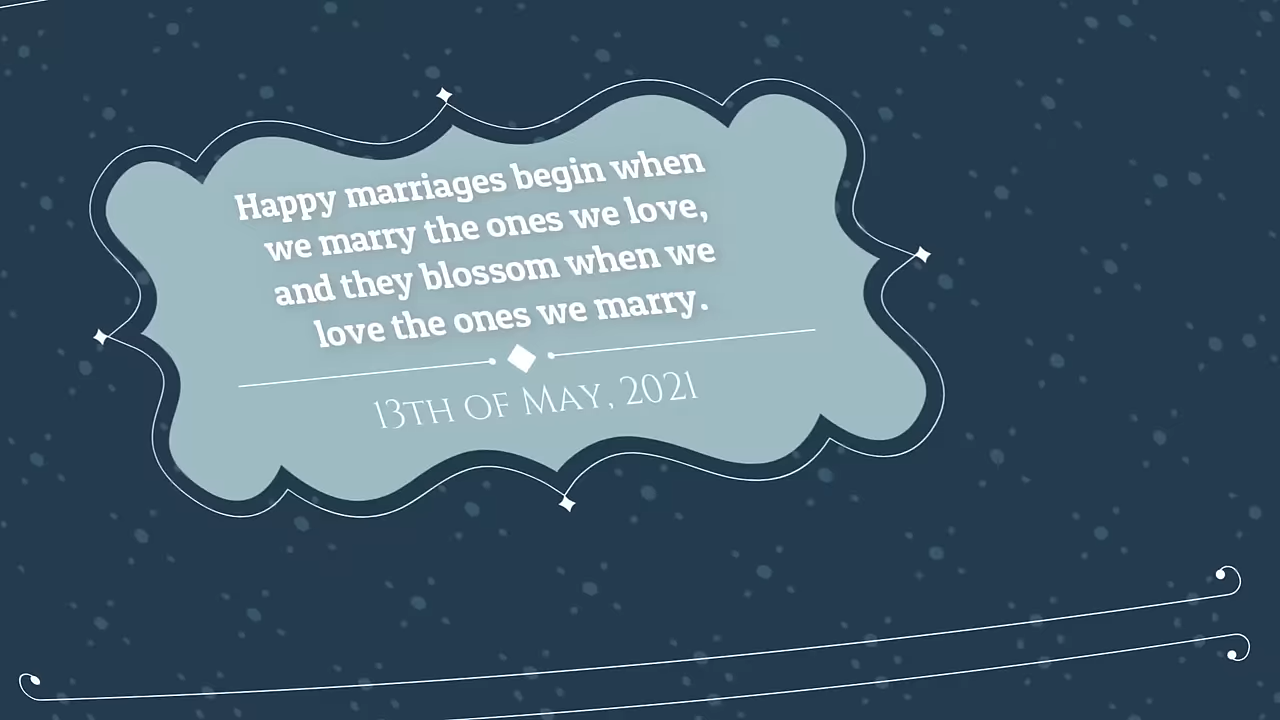 Happy marriages begin when
we marry the ones we love,
and they blossom when we
love the ones we marry.
13th of May, 2021